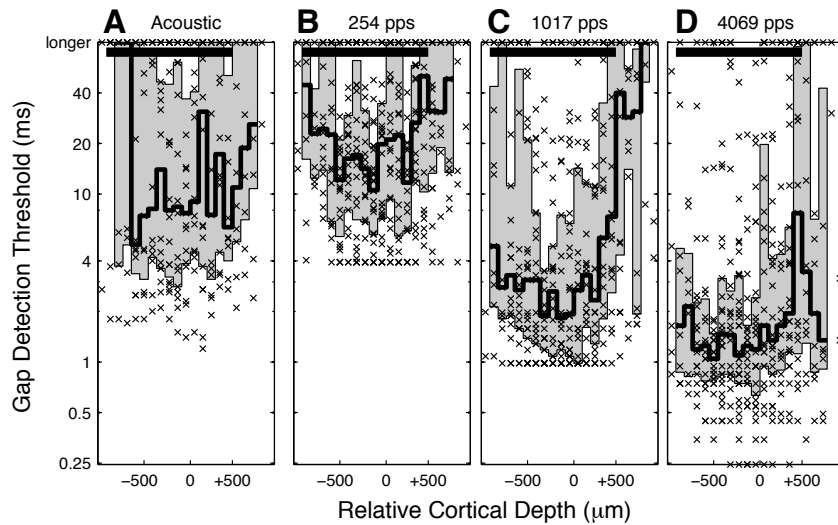 A Acoustic B 254 pps C 1017 pps D 4069 pps
longer
40
20
10
4
1
0.5
0.25
Gap Detection Threshold (ms)
−500 0 +500 −500 0 +500 −500 0 +500 −500 0 +500
Relative Cortical Depth (μm)